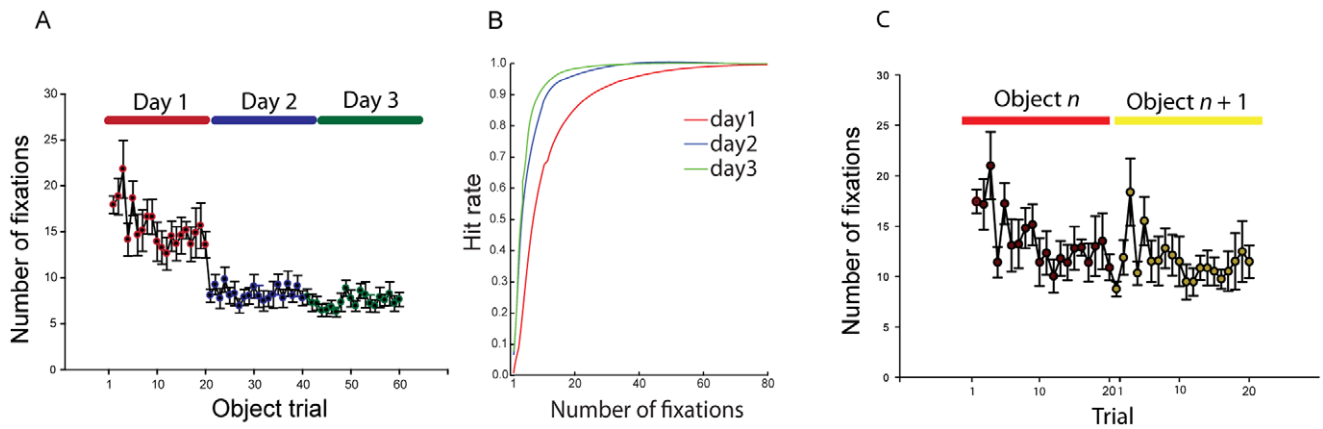 A
Day 1 Day 2 Day 3
30
25
20
15
10
5
0
Number of fixations
1 10 20 30 40 50 60
Object trial
B
1.0
0.9
0.8
0.7
0.6
0.5
0.4
0.3
0.2
0.1
0.0
Hit rate
day1
day2
day3
1 20 40 60 80
Number of fixations
C
Object n Object n + 1
30
25
20
15
10
5
0
Number of fixations
1 10 20 1 10 20
Trial